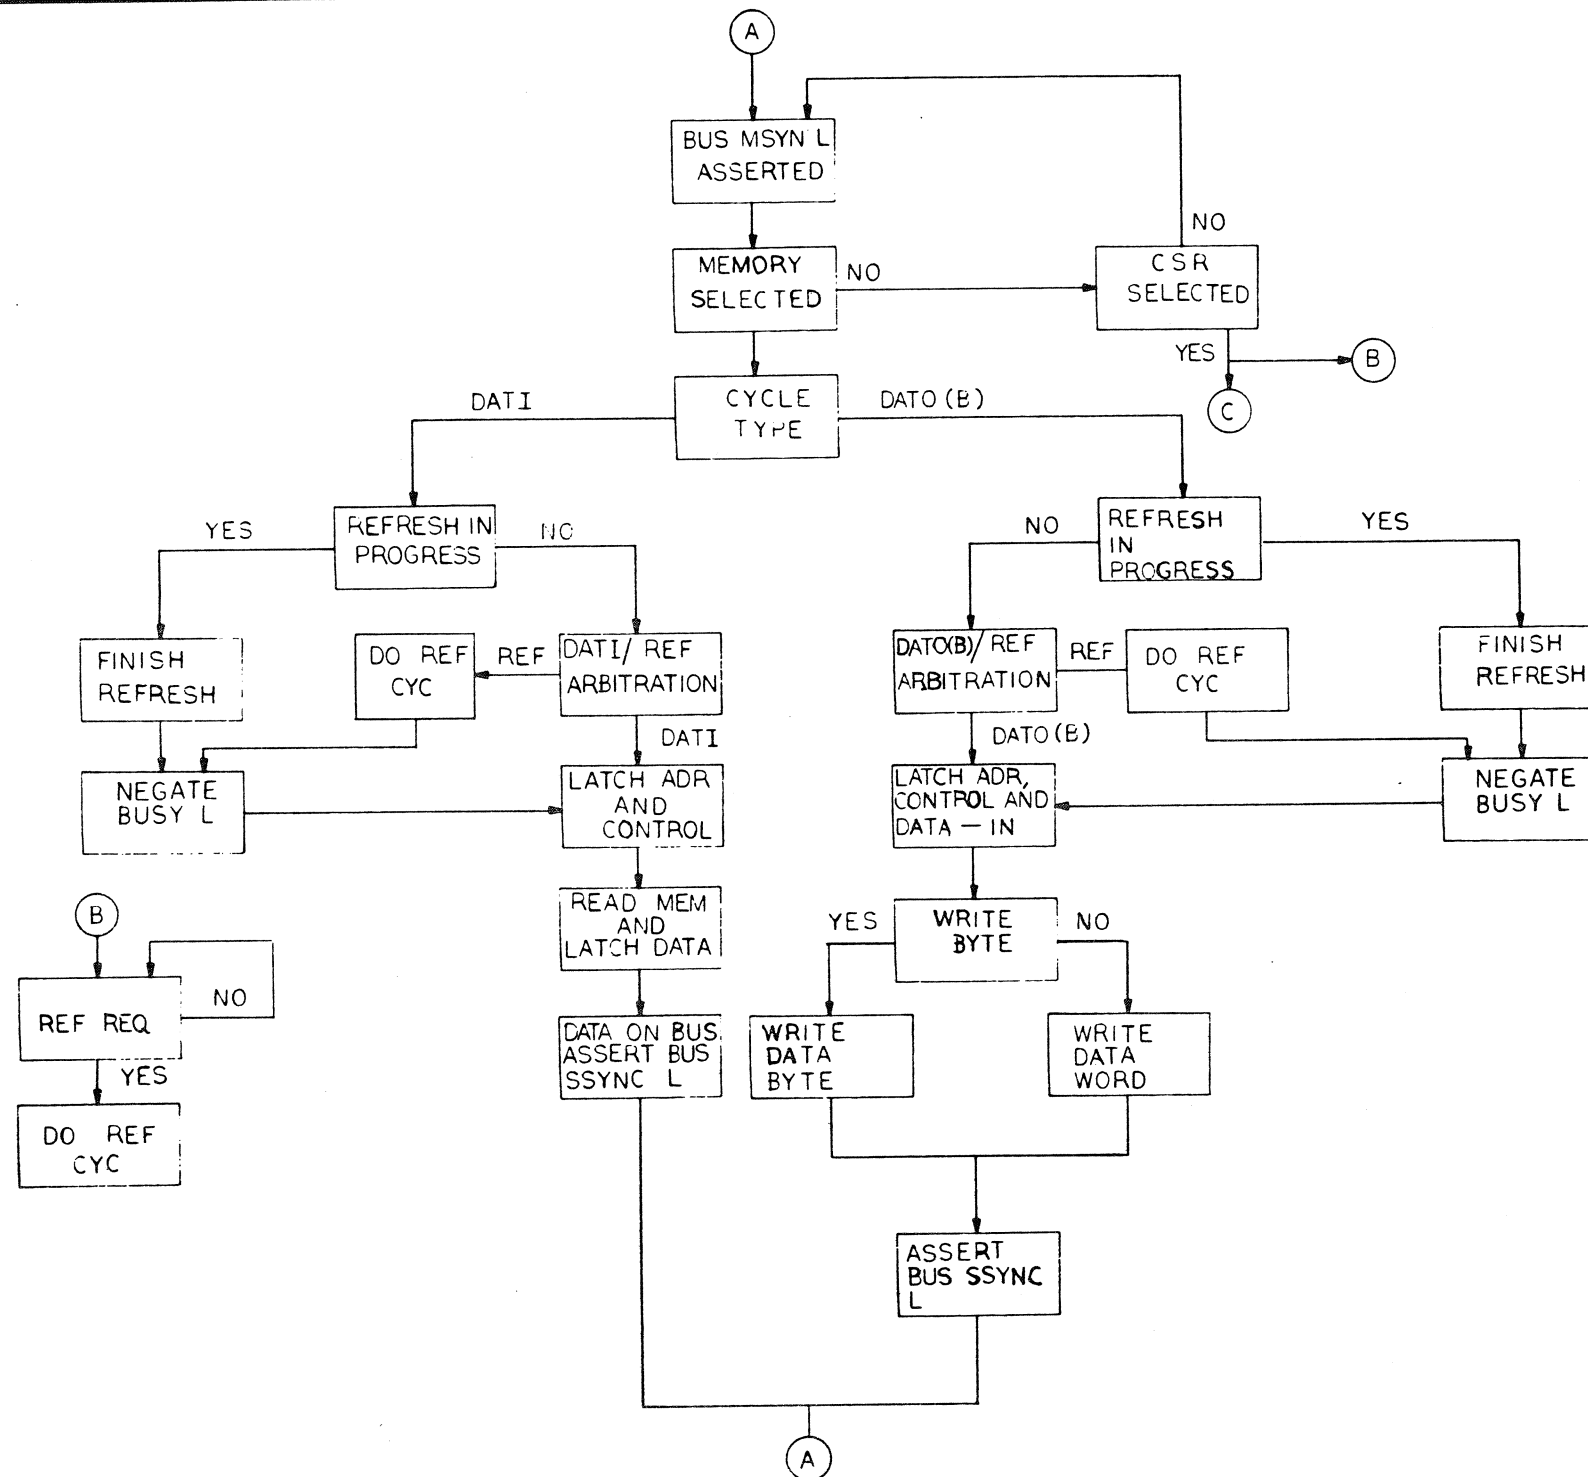 A
BUS MSYN L
ASSERTED
NO
MEMORY
SELECTED
NO
CSR
SELECTED
YES
B
C
CYCLE
TYPE
DATI
DATO(B)
REFRESH IN
PROGRESS
YES
NO
REFRESH
IN
PROGRESS
NO
YES
FINISH
REFRESH
DO REF
CYC
REF
DATI/REF
ARBITRATION
DATO(B)/REF
ARBITRATION
REF
DO REF
CYC
FINISH
REFRESH
DATI
DATO(B)
NEGATE
BUSY L
LATCH ADR
AND
CONTROL
LATCH ADR,
CONTROL AND
DATA — IN
NEGATE
BUSY L
B
READ MEM
AND
LATCH DATA
YES
WRITE
BYTE
NO
REF REQ
NO
YES
DO REF
CYC
DATA ON BUS
ASSERT BUS
SSYNC L
WRITE
DATA
BYTE
WRITE
DATA
WORD
ASSERT
BUS SSYNC
L
A